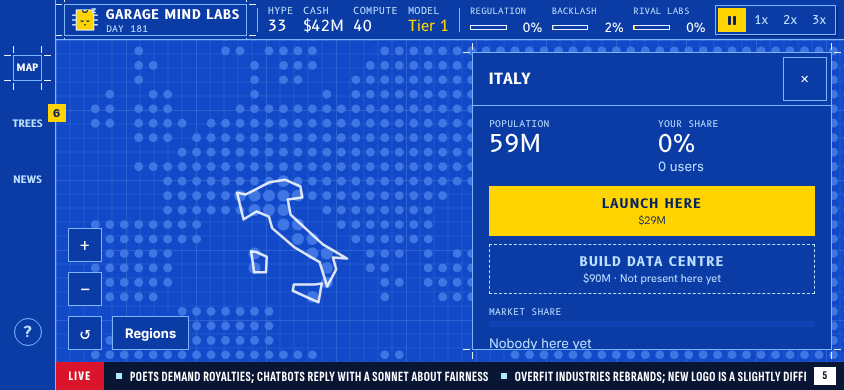 GARAGE MIND LABS
DAY 181
HYPE
33
CASH
$42M
COMPUTE
40
MODEL
Tier 1
REGULATION
0%
BACKLASH
2%
RIVAL LABS
0%
1x
2x
3x
MAP
TREES
6
NEWS
?
+
−
↺
Regions
ITALY
×
POPULATION
59M
YOUR SHARE
0%
0 users
LAUNCH HERE
$29M
BUILD DATA CENTRE
$90M · Not present here yet
MARKET SHARE
Nobody here yet
LIVE
POETS DEMAND ROYALTIES; CHATBOTS REPLY WITH A SONNET ABOUT FAIRNESS
OVERFIT INDUSTRIES REBRANDS; NEW LOGO IS A SLIGHTLY DIFFI
5